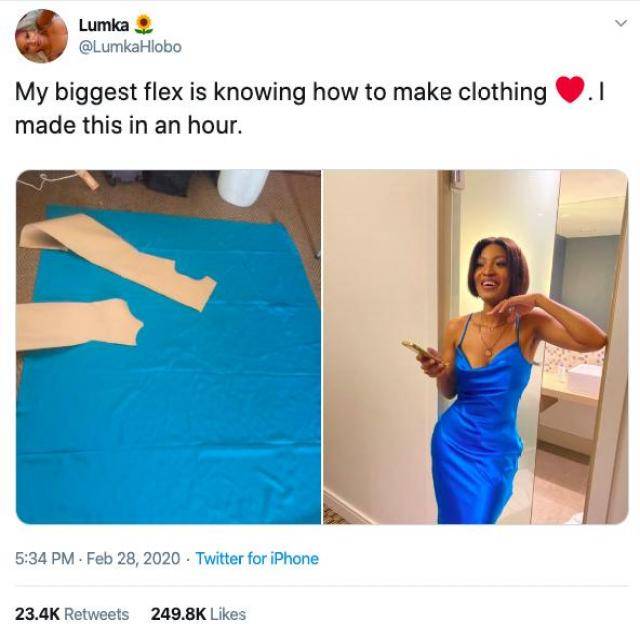 Lumka 🌻
@LumkaHlobo
My biggest flex is knowing how to make clothing ❤️. I
made this in an hour.
5:34 PM · Feb 28, 2020 · Twitter for iPhone
23.4K Retweets 249.8K Likes